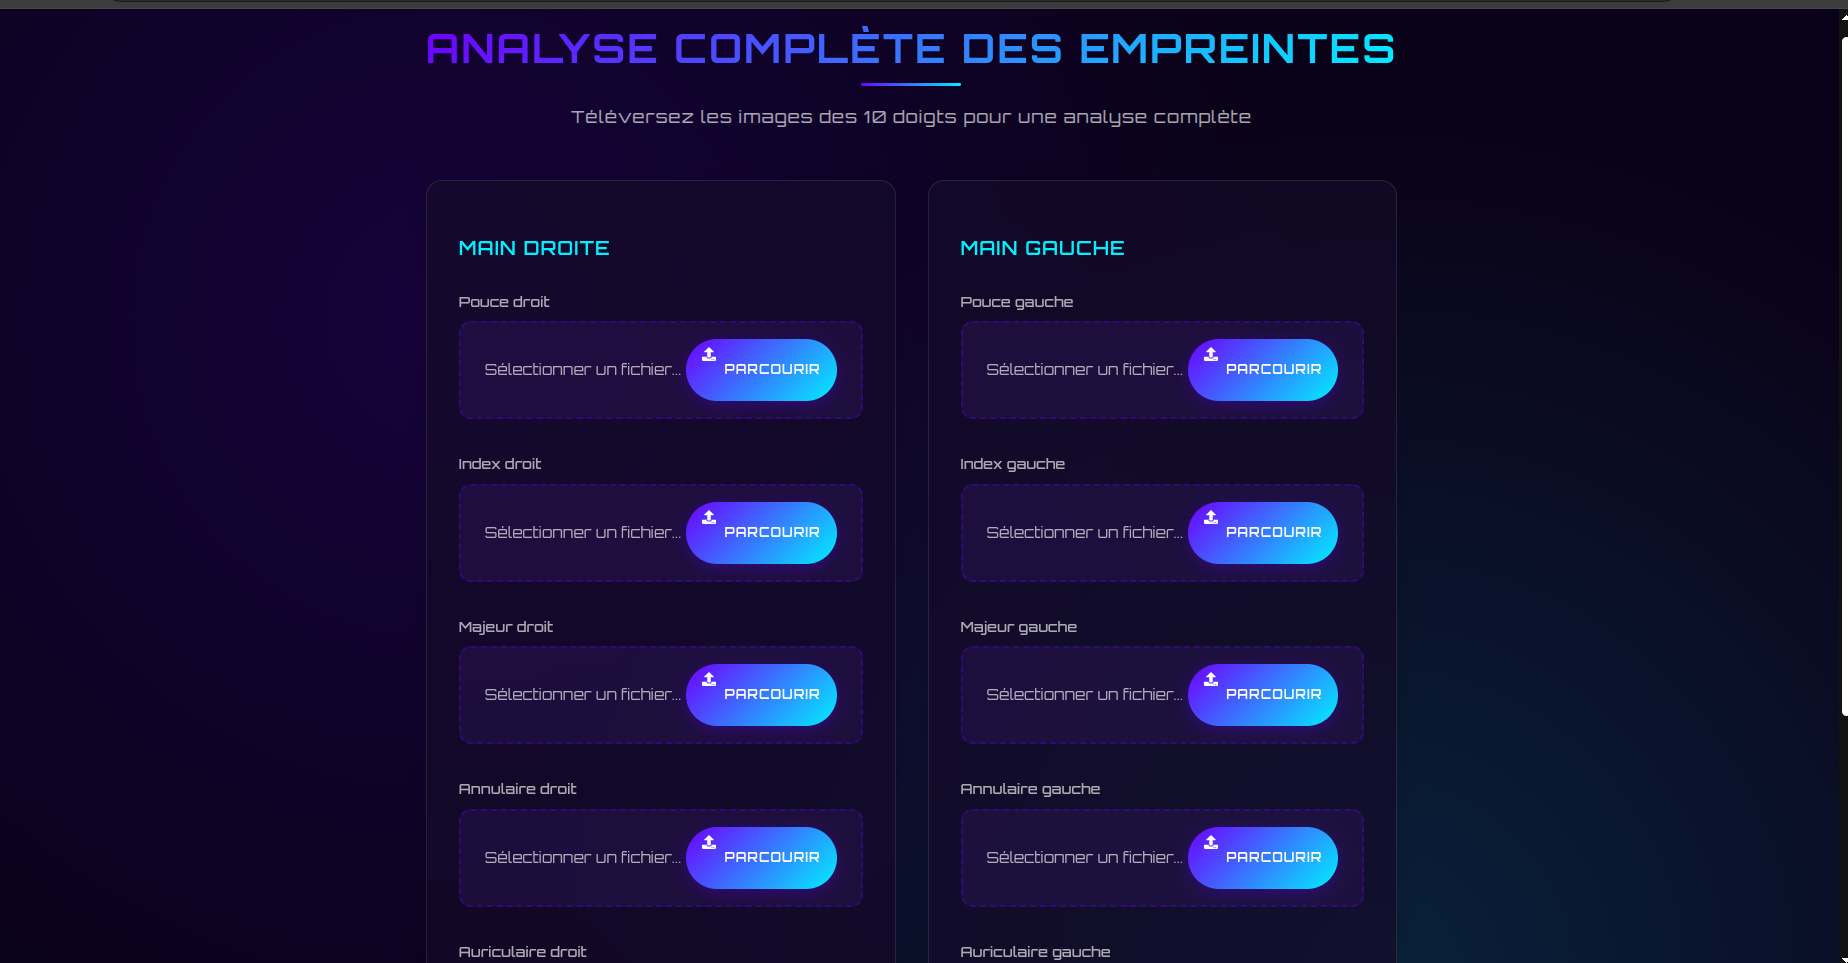 ANALYSE COMPLÈTE DES EMPREINTES
Téléversez les images des 10 doigts pour une analyse complète
MAIN DROITE
Pouce droit
Sélectionner un fichier...
PARCOURIR
Index droit
Sélectionner un fichier...
PARCOURIR
Majeur droit
Sélectionner un fichier...
PARCOURIR
Annulaire droit
Sélectionner un fichier...
PARCOURIR
Auriculaire droit
MAIN GAUCHE
Pouce gauche
Sélectionner un fichier...
PARCOURIR
Index gauche
Sélectionner un fichier...
PARCOURIR
Majeur gauche
Sélectionner un fichier...
PARCOURIR
Annulaire gauche
Sélectionner un fichier...
PARCOURIR
Auriculaire gauche